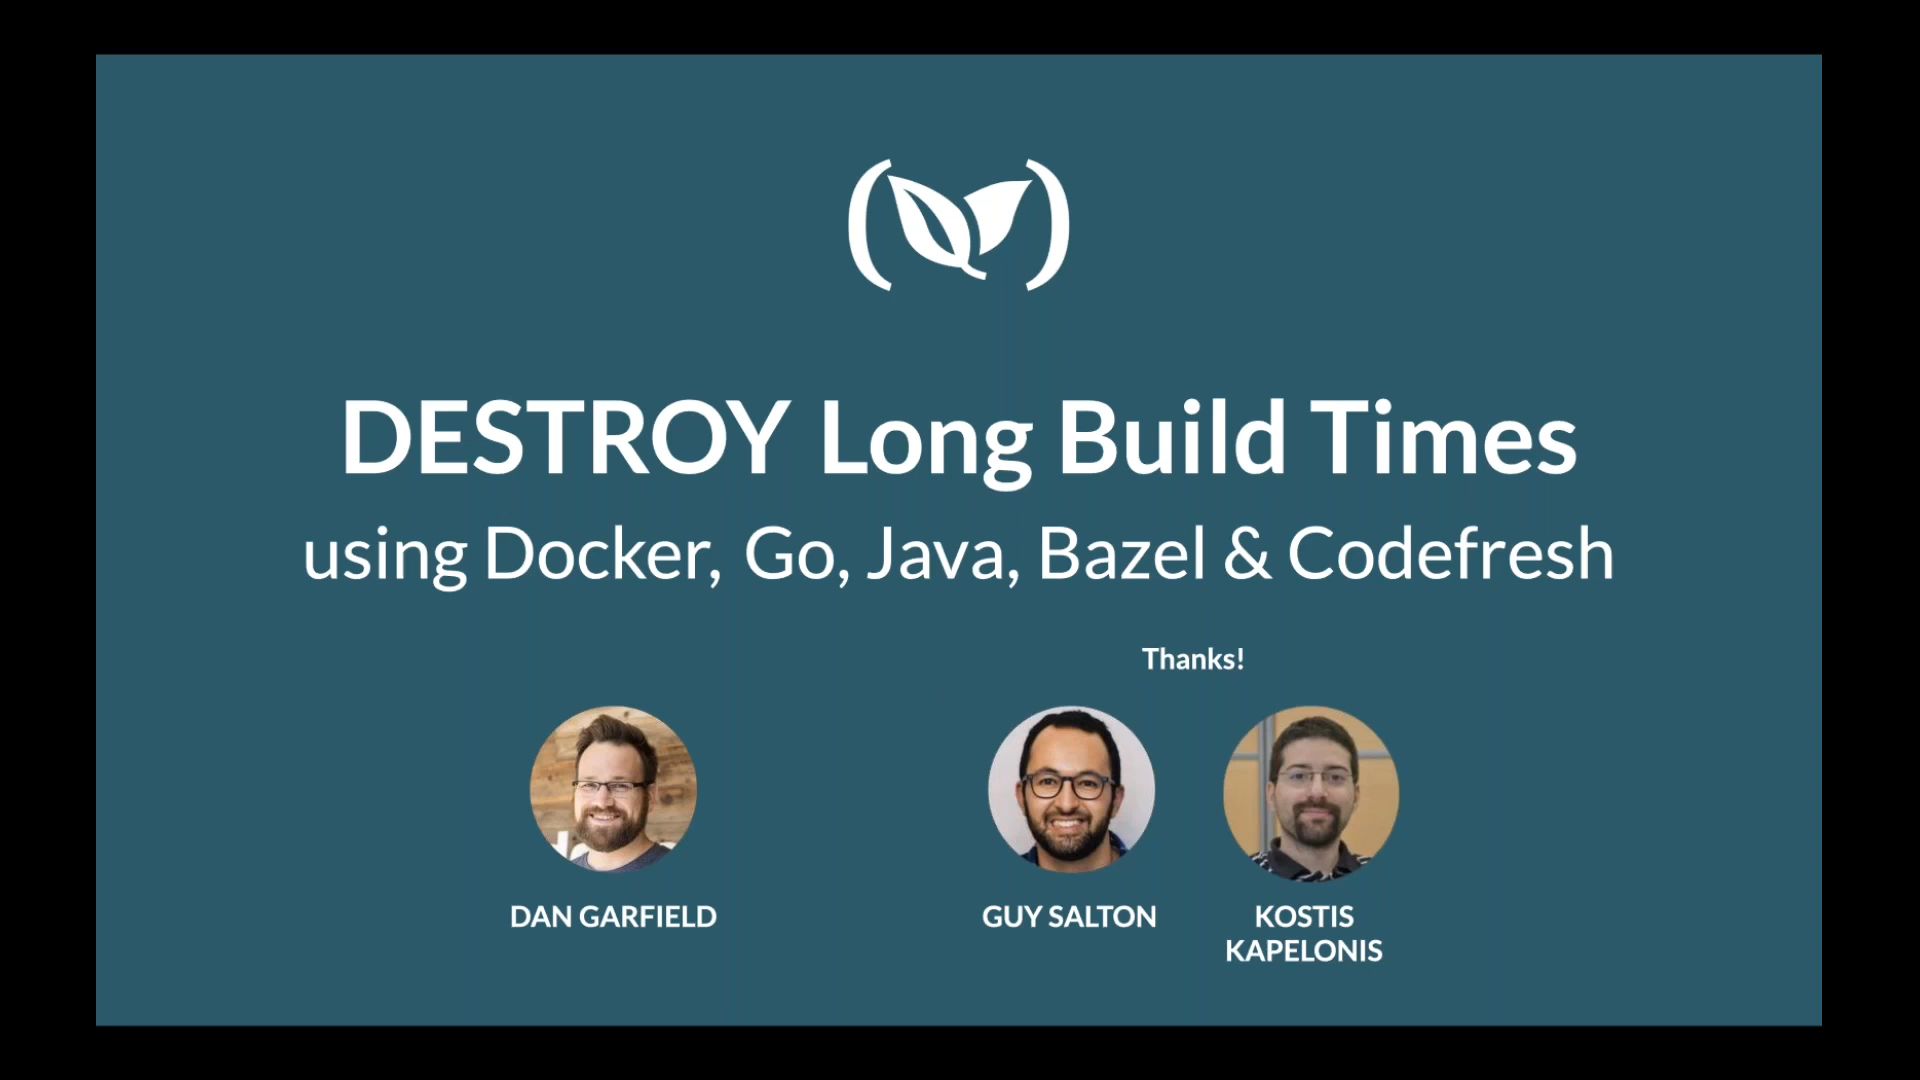 DESTROY Long Build Times
using Docker, Go, Java, Bazel & Codefresh
Thanks!
DAN GARFIELD
GUY SALTON
KOSTIS
KAPELONIS